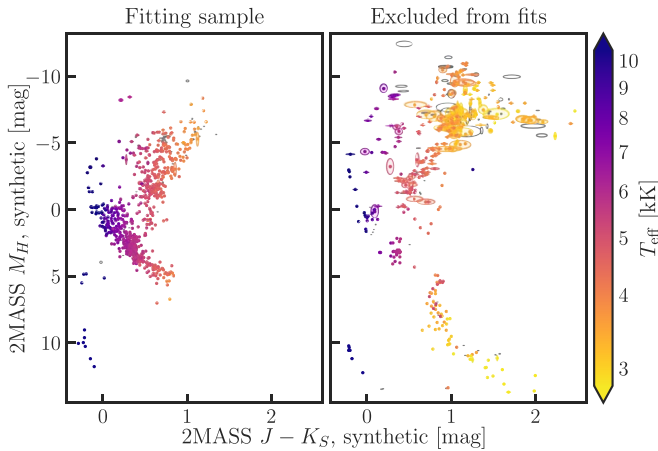 Fitting sample Excluded from fits
2MASS M_H, synthetic [mag]
−10
−5
0
5
10
0 1 2
0 1 2
2MASS J − K_S, synthetic [mag]
10
9
8
7
6
5
4
3
T_eff [kK]